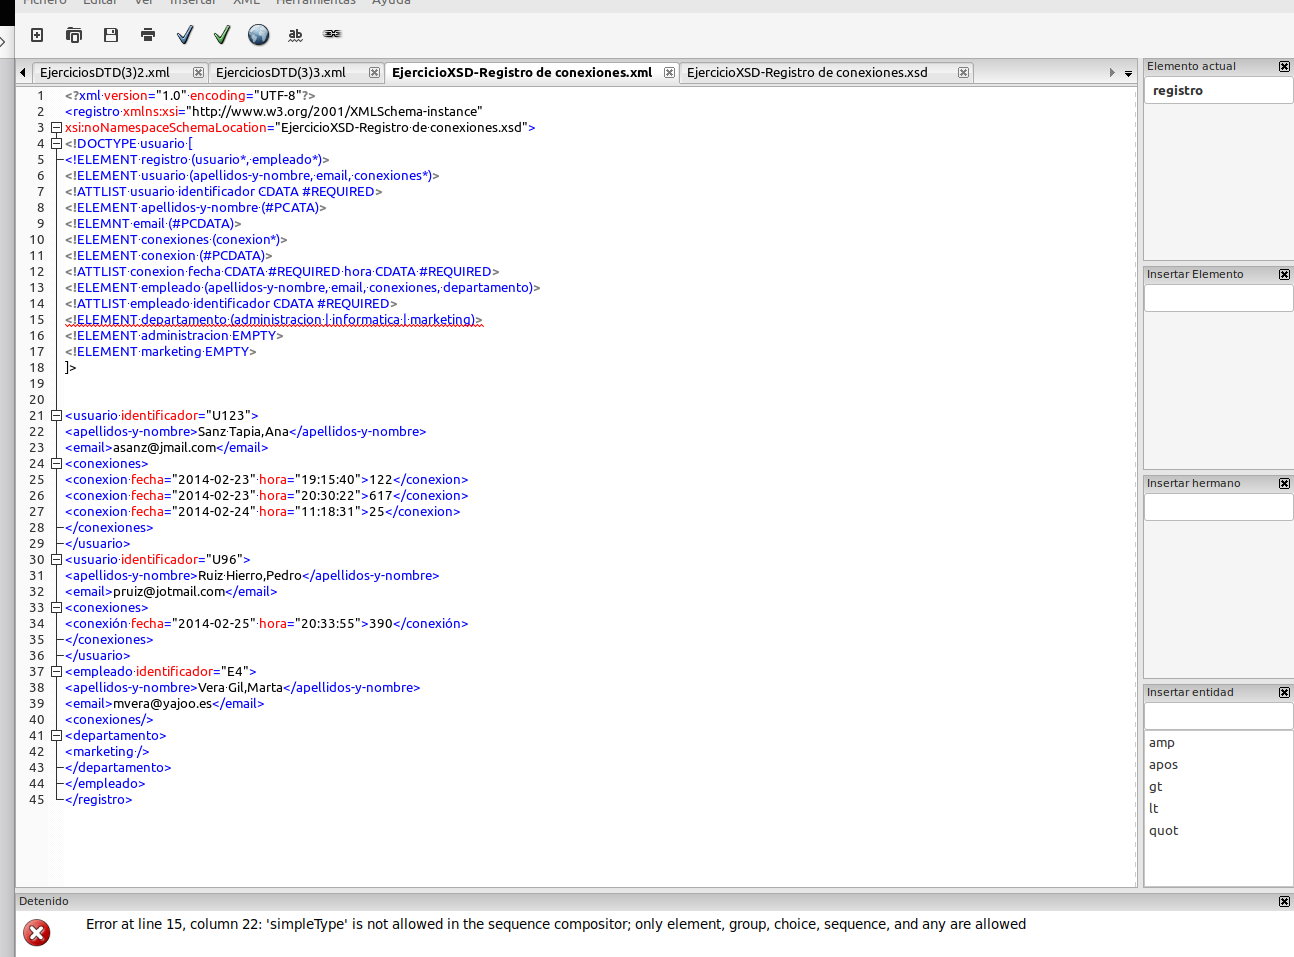 Fichero Editar Ver Insertar XML Herramientas Ayuda
EjerciciosDTD(3)2.xml EjerciciosDTD(3)3.xml EjercicioXSD-Registro de conexiones.xml EjercicioXSD-Registro de conexiones.xsd
1 <?xml version="1.0" encoding="UTF-8"?>
2 <registro xmlns:xsi="http://www.w3.org/2001/XMLSchema-instance"
3 xsi:noNamespaceSchemaLocation="EjercicioXSD-Registro de conexiones.xsd">
4 <!DOCTYPE usuario [
5 <!ELEMENT registro (usuario*, empleado*)>
6 <!ELEMENT usuario (apellidos-y-nombre, email, conexiones*)>
7 <!ATTLIST usuario identificador CDATA #REQUIRED>
8 <!ELEMENT apellidos-y-nombre (#PCATA)>
9 <!ELEMNT email (#PCDATA)>
10 <!ELEMENT conexiones (conexion*)>
11 <!ELEMENT conexion (#PCDATA)>
12 <!ATTLIST conexion fecha CDATA #REQUIRED hora CDATA #REQUIRED>
13 <!ELEMENT empleado (apellidos-y-nombre, email, conexiones, departamento)>
14 <!ATTLIST empleado identificador CDATA #REQUIRED>
15 <!ELEMENT departamento (administracion | informatica | marketing)>
16 <!ELEMENT administracion EMPTY>
17 <!ELEMENT marketing EMPTY>
18 ]>
19
20
21 <usuario identificador="U123">
22 <apellidos-y-nombre>Sanz Tapia,Ana</apellidos-y-nombre>
23 <email>asanz@jmail.com</email>
24 <conexiones>
25 <conexion fecha="2014-02-23" hora="19:15:40">122</conexion>
26 <conexion fecha="2014-02-23" hora="20:30:22">617</conexion>
27 <conexion fecha="2014-02-24" hora="11:18:31">25</conexion>
28 </conexiones>
29 </usuario>
30 <usuario identificador="U96">
31 <apellidos-y-nombre>Ruiz Hierro,Pedro</apellidos-y-nombre>
32 <email>pruiz@jotmail.com</email>
33 <conexiones>
34 <conexión fecha="2014-02-25" hora="20:33:55">390</conexión>
35 </conexiones>
36 </usuario>
37 <empleado identificador="E4">
38 <apellidos-y-nombre>Vera Gil,Marta</apellidos-y-nombre>
39 <email>mvera@yajoo.es</email>
40 <conexiones/>
41 <departamento>
42 <marketing />
43 </departamento>
44 </empleado>
45 </registro>
Elemento actual
registro
Insertar Elemento
Insertar hermano
Insertar entidad
amp
apos
gt
lt
quot
Detenido
Error at line 15, column 22: 'simpleType' is not allowed in the sequence compositor; only element, group, choice, sequence, and any are allowed